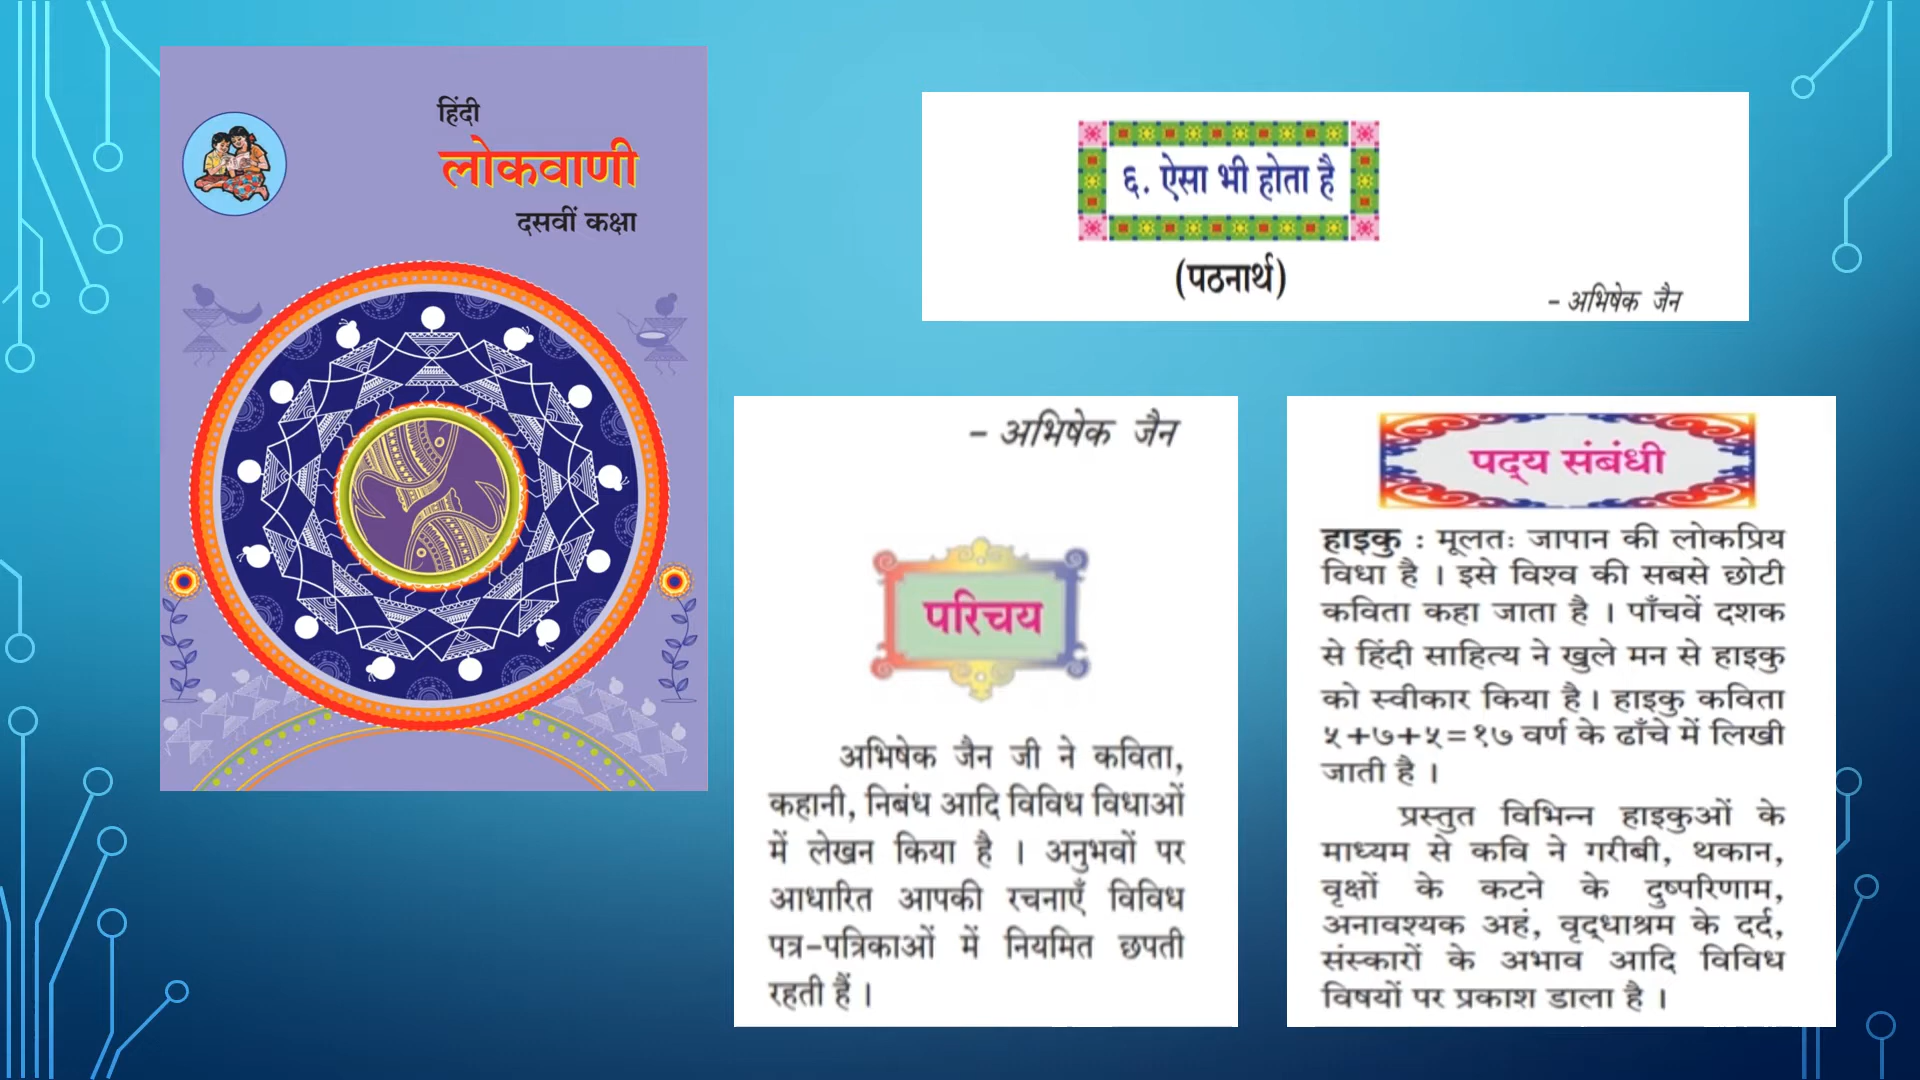 हिंदी
लोकवाणी
दसवीं कक्षा
६. ऐसा भी होता है
(पठनार्थ)
– अभिषेक जैन
– अभिषेक जैन
परिचय
अभिषेक जैन जी ने कविता,
कहानी, निबंध आदि विविध विधाओं
में लेखन किया है । अनुभवों पर
आधारित आपकी रचनाएँ विविध
पत्र-पत्रिकाओं में नियमित छपती
रहती हैं ।
पद्‌य संबंधी
हाइकु : मूलतः जापान की लोकप्रिय
विधा है । इसे विश्व की सबसे छोटी
कविता कहा जाता है । पाँचवें दशक
से हिंदी साहित्य ने खुले मन से हाइकु
को स्वीकार किया है । हाइकु कविता
५+७+५=१७ वर्ण के ढाँचे में लिखी
जाती है ।
प्रस्तुत विभिन्न हाइकुओं के
माध्यम से कवि ने गरीबी, थकान,
वृक्षों के कटने के दुष्परिणाम,
अनावश्यक अहं, वृद्‌धाश्रम के दर्द,
संस्कारों के अभाव आदि विविध
विषयों पर प्रकाश डाला है ।